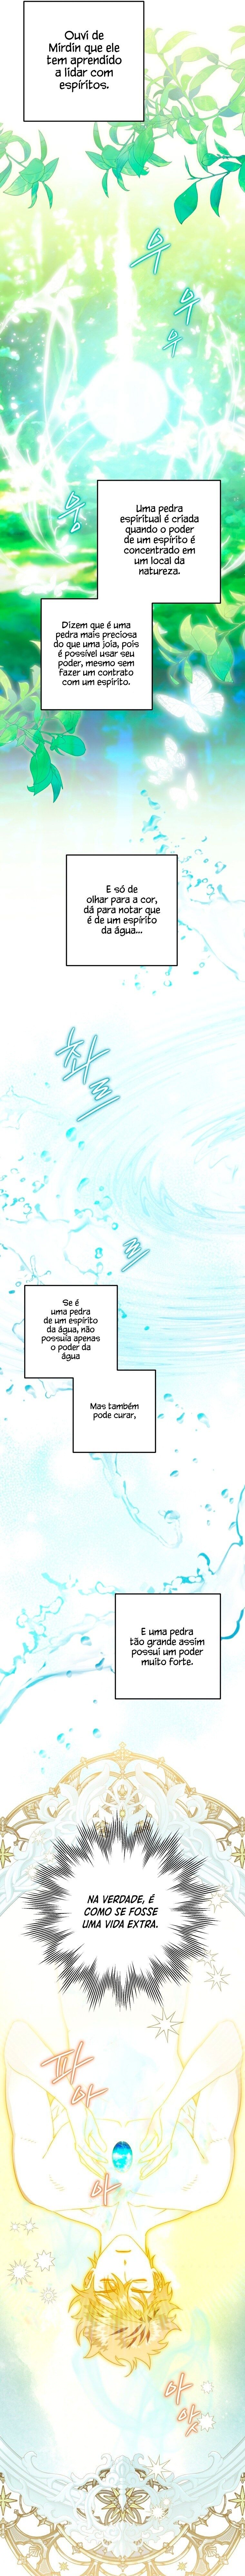 Ouvi de
Mirdin que ele
tem aprendido
a lidar com
espíritos.
우
우
우
웅
Uma pedra
espiritual é criada
quando o poder
de um espírito é
concentrado em
um local da
natureza.
Dizem que é uma
pedra mais preciosa
do que uma joia, pois
é possível usar seu
poder, mesmo sem
fazer um contrato
com um espírito.
E só de
olhar para a cor,
dá para notar que
é de um espírito
da água...
촤
르
륵
Se é
uma pedra
de um espírito
da água, não
possuía apenas
o poder da
água
Mas também
pode curar,
E uma pedra
tão grande assim
possui um poder
muito forte.
NA VERDADE, É
COMO SE FOSSE
UMA VIDA EXTRA.
파
아
아
아
앗